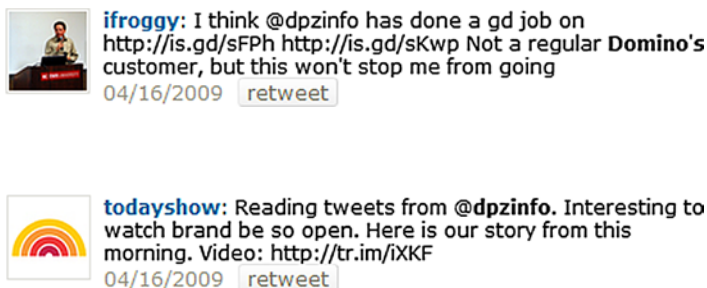 ifroggy: I think @dpzinfo has done a gd job on
http://is.gd/sFPh http://is.gd/sKwp Not a regular Domino's
customer, but this won't stop me from going
04/16/2009 retweet
todayshow: Reading tweets from @dpzinfo. Interesting to
watch brand be so open. Here is our story from this
morning. Video: http://tr.im/iXKF
04/16/2009 retweet